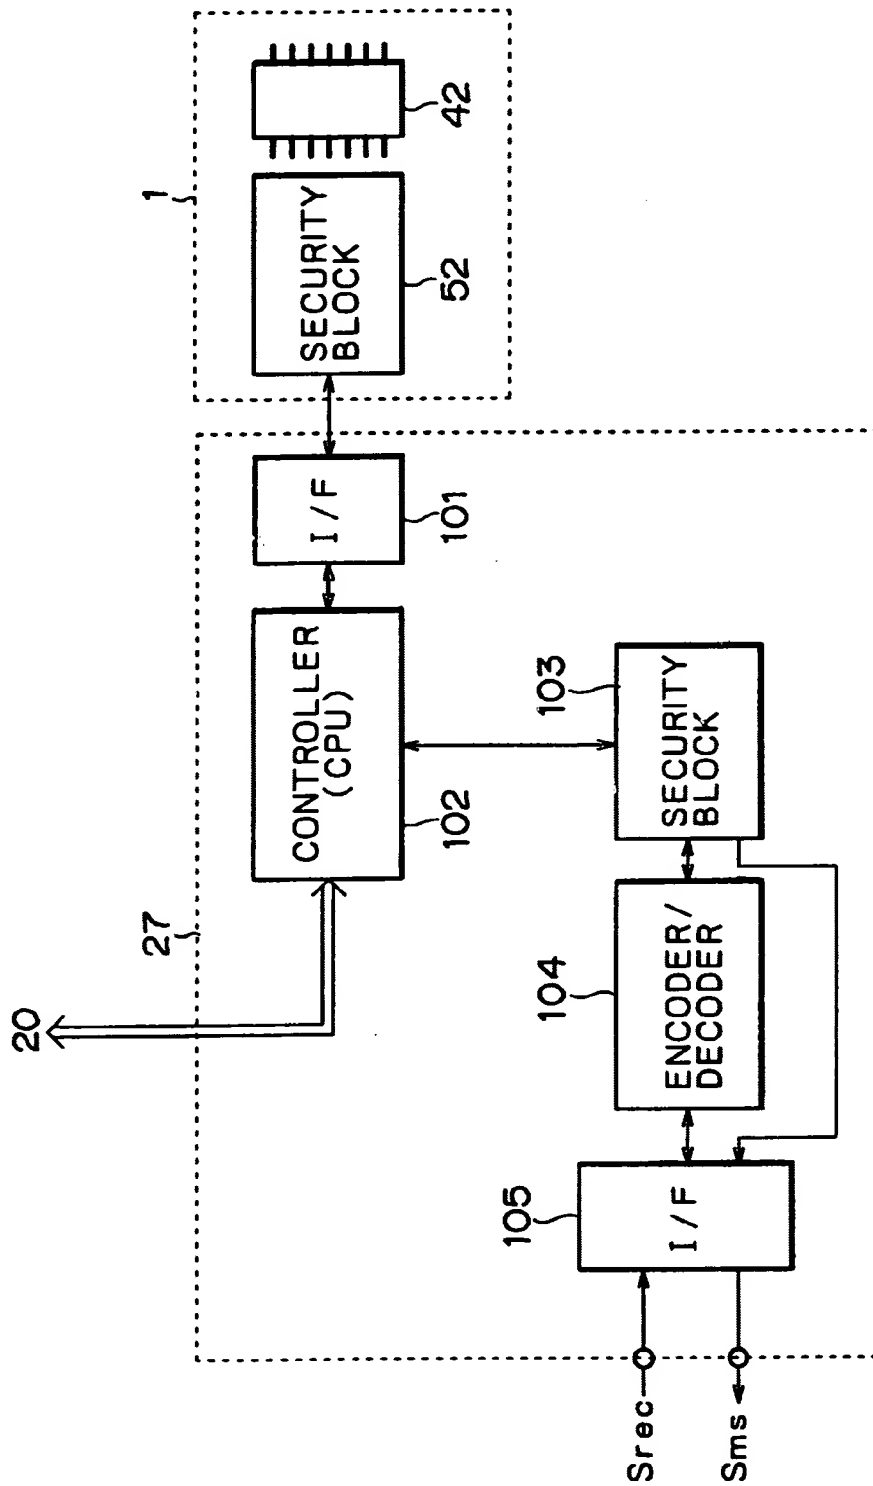 20
27
1
CONTROLLER
(CPU)
102
I/F
101
SECURITY
BLOCK
52
42
105
I/F
104
ENCODER/
DECODER
103
SECURITY
BLOCK
Srec
Sms